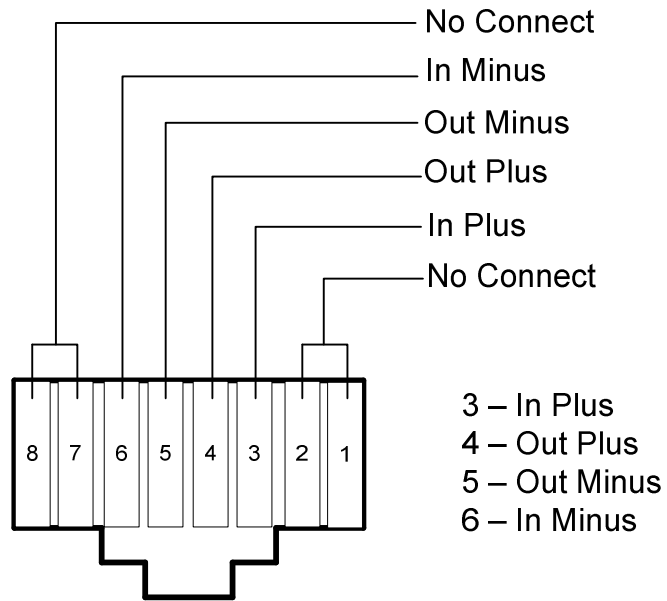 No Connect
In Minus
Out Minus
Out Plus
In Plus
No Connect
8 7 6 5 4 3 2 1
3 – In Plus
4 – Out Plus
5 – Out Minus
6 – In Minus